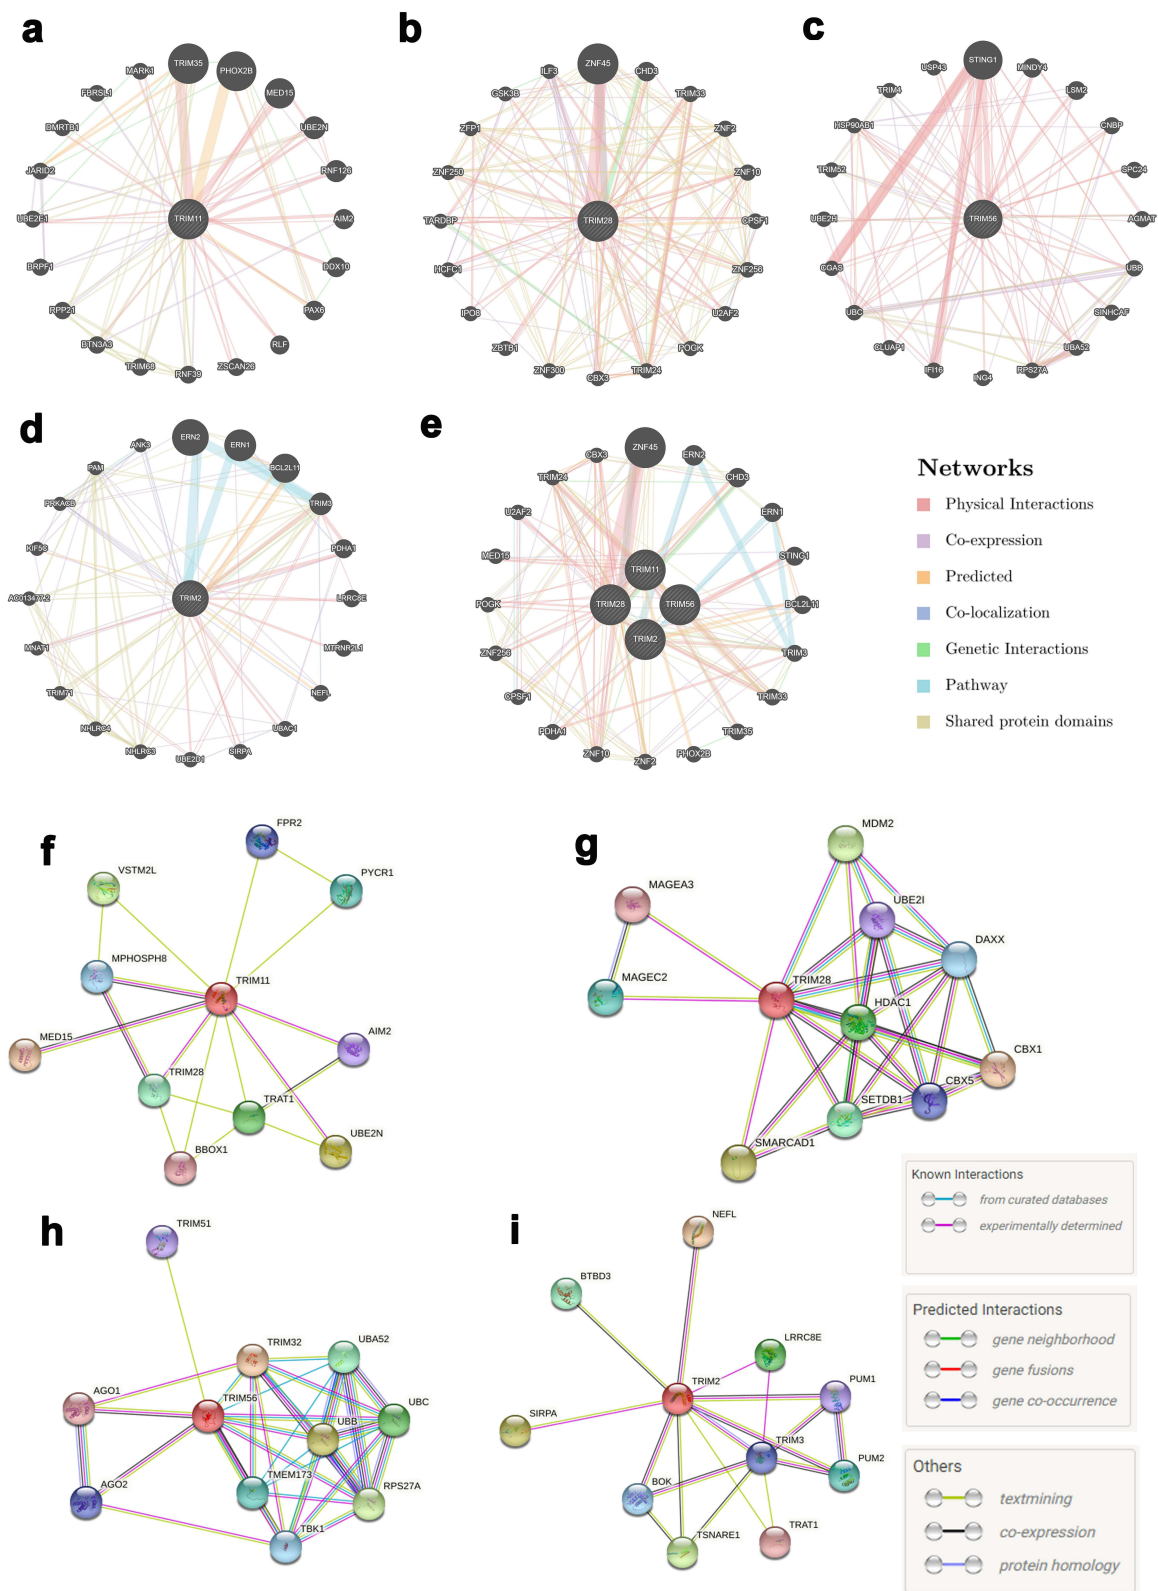 a
TRIM35
PHOX2B
MARK1
MED15
FBRSL1
DMRTB1
UBE2N
JARID2
RNF126
UBE2E1
TRIM11
AIM2
BRPF1
DDX10
RPP21
PAX6
BTN3A3
RLF
TRIM68
RNF39
ZSCAN26
b
ZNF45
ILF3
CHD3
GSK3B
TRIM33
ZFP1
ZNF2
ZNF250
ZNF10
TARDBP
TRIM28
CPSF1
HCFC1
ZNF256
IPO8
U2AF2
ZBTB1
POGK
ZNF300
CBX3
TRIM24
c
STING1
USP43
MINDY4
TRIM4
LSM2
HSP90AB1
CNBP
TRIM52
SPC24
UBE2H
TRIM56
AGMAT
CGAS
UBB
UBC
SINHCAF
CLUAP1
UBA52
IFI16
ING4
RPS27A
d
ERN2
ANK3
ERN1
PAM
BCL2L11
PRKACB
TRIM3
KIF5C
PDHA1
AC013477.2
TRIM2
LRRC8E
MNAT1
MTRNR2L1
TRIM71
NEFL
NHLRC4
UBAC1
NHLRC3
UBE2D1
SIRPA
e
ZNF45
CBX3
ERN2
TRIM24
CHD3
U2AF2
ERN1
MED15
STING1
TRIM11
POGK
TRIM28
TRIM56
BCL2L11
TRIM2
ZNF256
TRIM3
CPSF1
TRIM33
PDHA1
TRIM35
ZNF10
ZNF2
PHOX2B
Networks
Physical Interactions
Co-expression
Predicted
Co-localization
Genetic Interactions
Pathway
Shared protein domains
f
FPR2
VSTM2L
PYCR1
MPHOSPH8
TRIM11
MED15
AIM2
TRIM28
TRAT1
BBOX1
UBE2N
g
MDM2
MAGEA3
UBE2I
DAXX
MAGEC2
TRIM28
HDAC1
CBX1
CBX5
SETDB1
SMARCAD1
h
TRIM51
TRIM32
UBA52
AGO1
TRIM56
UBC
UBB
TMEM173
RPS27A
AGO2
TBK1
i
NEFL
BTBD3
LRRC8E
TRIM2
PUM1
SIRPA
TRIM3
PUM2
BOK
TSNARE1
TRAT1
Known Interactions
from curated databases
experimentally determined
Predicted Interactions
gene neighborhood
gene fusions
gene co-occurrence
Others
textmining
co-expression
protein homology